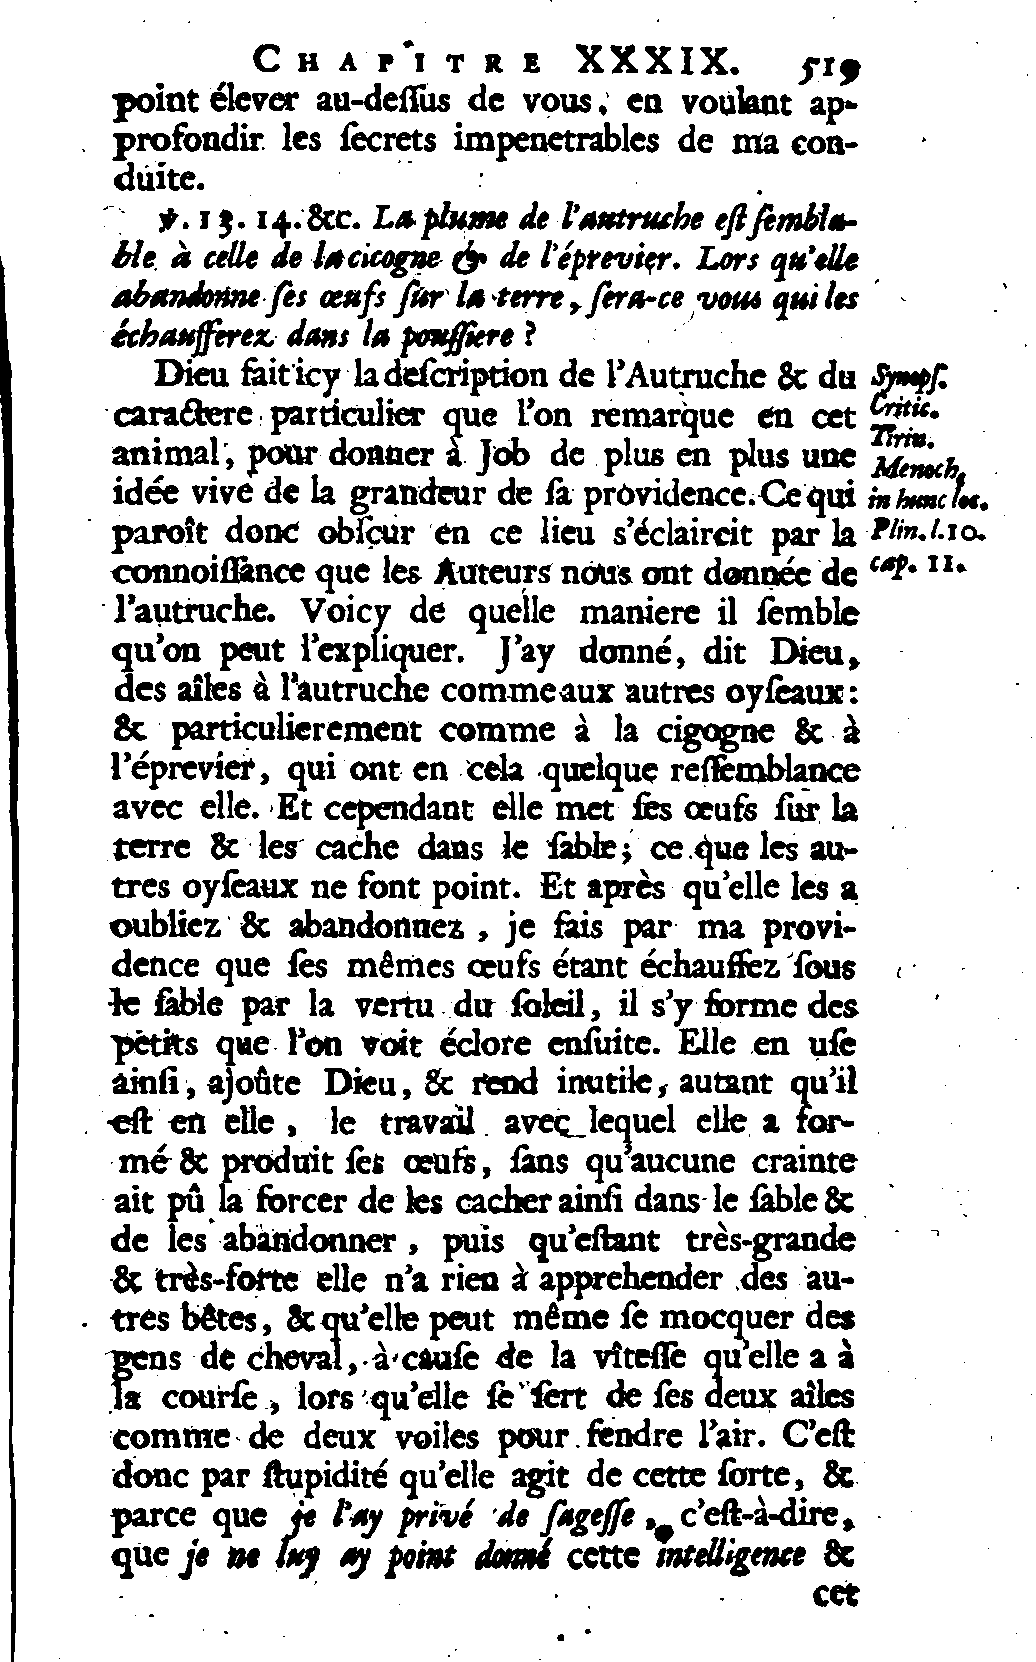 CHAPITRE XXXIX. 519
point élever au-deſſus de vous, en voulant ap-
profondir les ſecrets impenetrables de ma con-
duite.
℣. 13. 14. &c. La plume de l'autruche eſt ſembla-
ble à celle de la cicogne & de l'éprevier. Lors qu'elle
abandonne ſes œufs ſur la terre, ſera-ce vous qui les
échaufferez dans la pouſſiere ?
Dieu fait icy la deſcription de l'Autruche & du
caractere particulier que l'on remarque en cet
animal, pour donner à Job de plus en plus une
idée vive de la grandeur de ſa providence. Ce qui
paroît donc obſcur en ce lieu s'éclaircit par la
connoiſſance que les Auteurs nous ont donnée de
l'autruche. Voicy de quelle maniere il ſemble
qu'on peut l'expliquer. J'ay donné, dit Dieu,
des aîles à l'autruche comme aux autres oyſeaux :
& particulierement comme à la cigogne & à
l'éprevier, qui ont en cela quelque reſſemblance
avec elle. Et cependant elle met ſes œufs ſur la
terre & les cache dans le ſable ; ce que les au-
tres oyſeaux ne font point. Et après qu'elle les a
oubliez & abandonnez , je fais par ma provi-
dence que ſes mêmes œufs étant échauffez ſous
le ſable par la vertu du ſoleil, il s'y forme des
petits que l'on voit éclore enſuite. Elle en uſe
ainſi, ajoûte Dieu, & rend inutile, autant qu'il
eſt en elle , le travail avec lequel elle a for-
mé & produit ſes œufs, ſans qu'aucune crainte
ait pû la forcer de les cacher ainſi dans le ſable &
de les abandonner , puis qu'eſtant très-grande
& très-forte elle n'a rien à apprehender des au-
tres bêtes, & qu'elle peut même ſe mocquer des
gens de cheval, à cauſe de la vîteſſe qu'elle a à
la courſe , lors qu'elle ſe ſert de ſes deux aîles
comme de deux voiles pour fendre l'air. C'eſt
donc par ſtupidité qu'elle agit de cette ſorte, &
parce que je l'ay privé de ſageſſe , c'eſt-à-dire,
que je ne luy ay point donné cette intelligence &
cet
Synopſ.
Critic.
Tirin.
Menoch.
in hunc loc.
Plin. l. 10.
cap. 11.